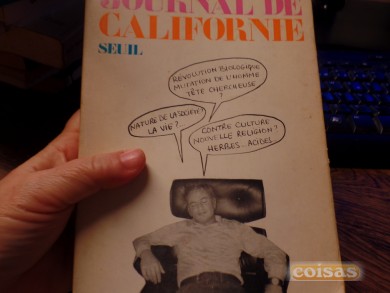 JOURNAL DE
CALIFORNIE
SEUIL
RÉVOLUTION BIOLOGIQUE
MUTATION DE L'HOMME
TÊTE CHERCHEUSE
?
NATURE DE LA SOCIÉTÉ?
LA VIE?...
CONTRE CULTURE
NOUVELLE RELIGION?
HERBES...ACIDES
coisas